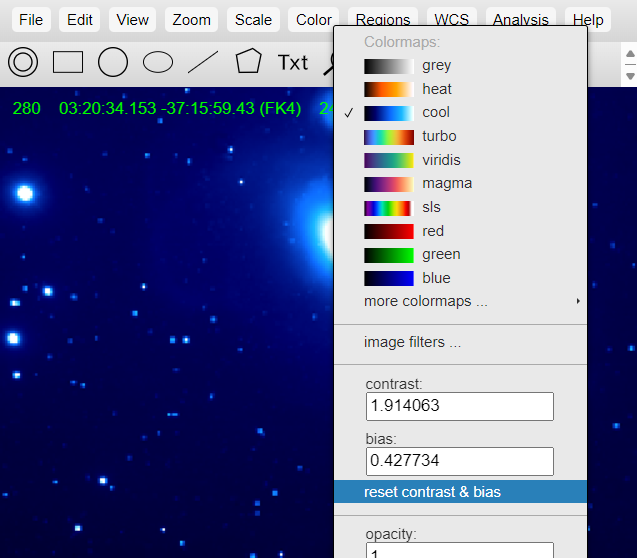 File Edit View Zoom Scale Color Regions WCS Analysis Help
Txt
280 03:20:34.153 -37:15:59.43 (FK4)
Colormaps:
grey
heat
✓ cool
turbo
viridis
magma
sls
red
green
blue
more colormaps ...
image filters ...
contrast:
1.914063
bias:
0.427734
reset contrast & bias
opacity: